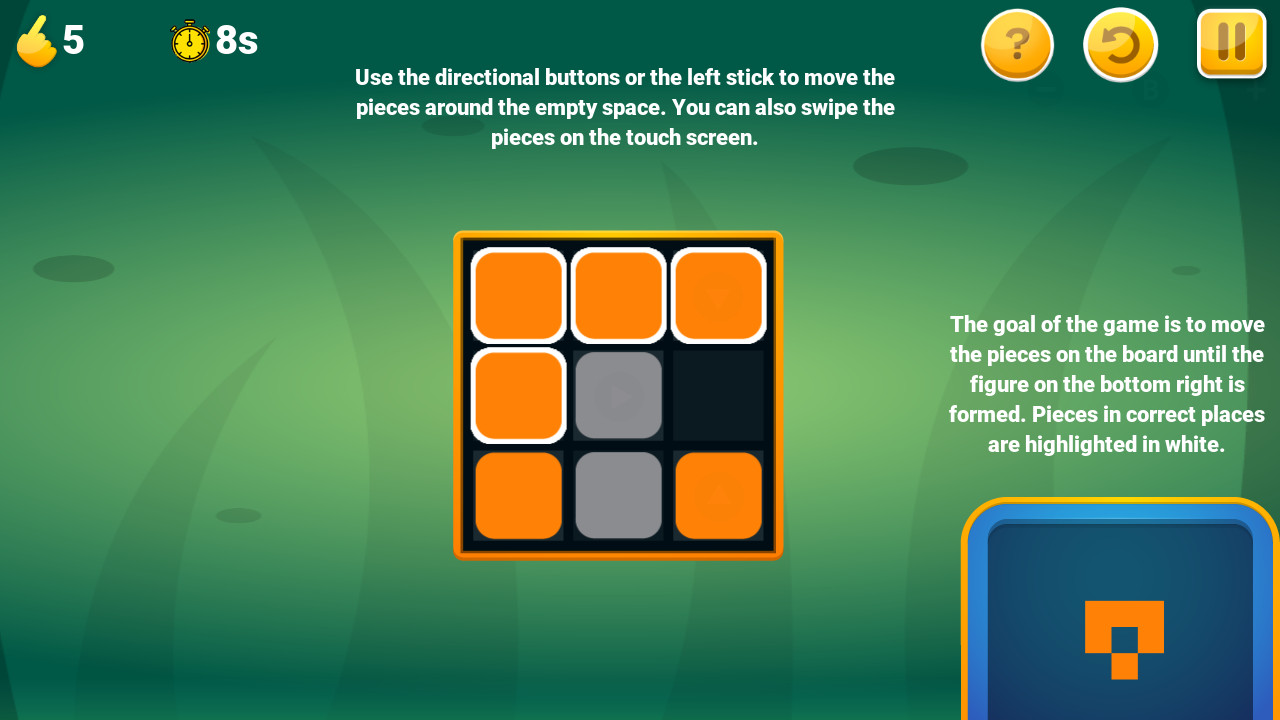 5
8s
?
Use the directional buttons or the left stick to move the
pieces around the empty space. You can also swipe the
pieces on the touch screen.
The goal of the game is to move
the pieces on the board until the
figure on the bottom right is
formed. Pieces in correct places
are highlighted in white.